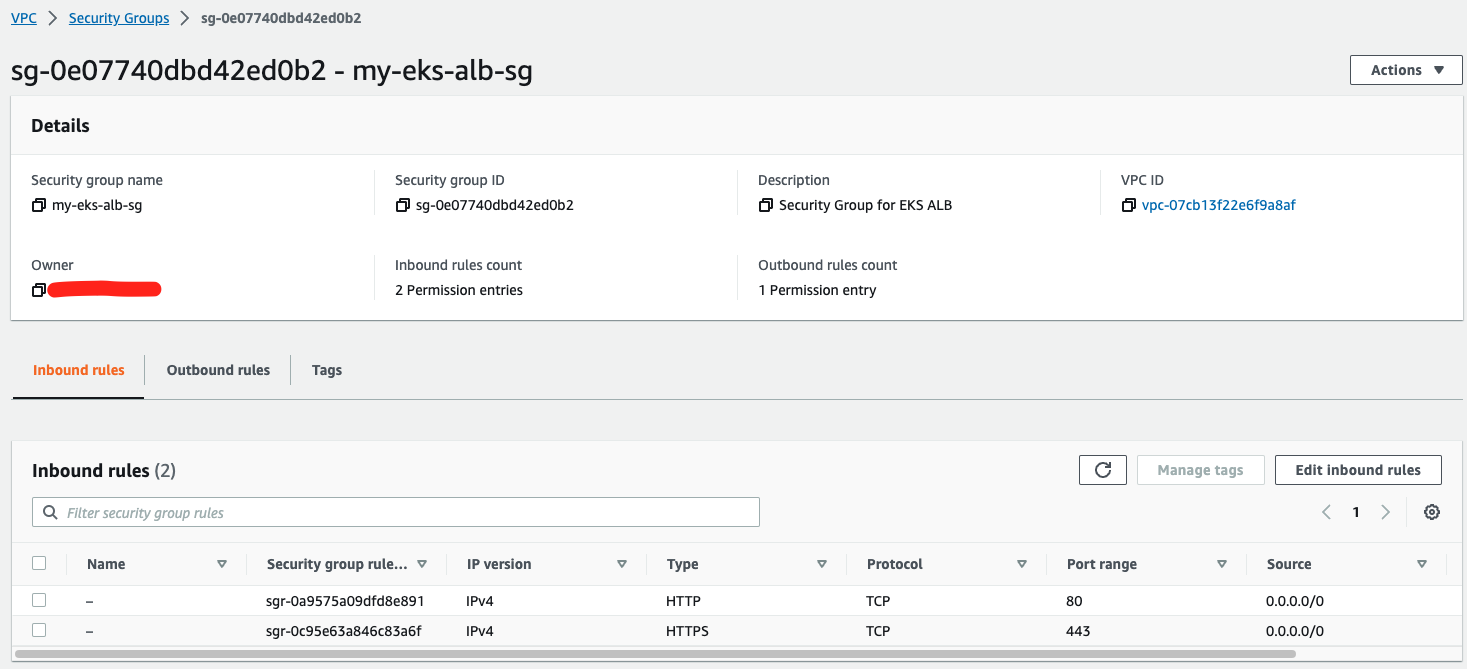 VPC > Security Groups > sg-0e07740dbd42ed0b2
sg-0e07740dbd42ed0b2 - my-eks-alb-sg
Actions
Details
Security group name Security group ID Description VPC ID
my-eks-alb-sg sg-0e07740dbd42ed0b2 Security Group for EKS ALB vpc-07cb13f22e6f9a8af
Owner Inbound rules count Outbound rules count
2 Permission entries 1 Permission entry
Inbound rules Outbound rules Tags
Inbound rules (2) Manage tags Edit inbound rules
Filter security group rules 1
Name Security group rule... IP version Type Protocol Port range Source
– sgr-0a9575a09dfd8e891 IPv4 HTTP TCP 80 0.0.0.0/0
– sgr-0c95e63a846c83a6f IPv4 HTTPS TCP 443 0.0.0.0/0